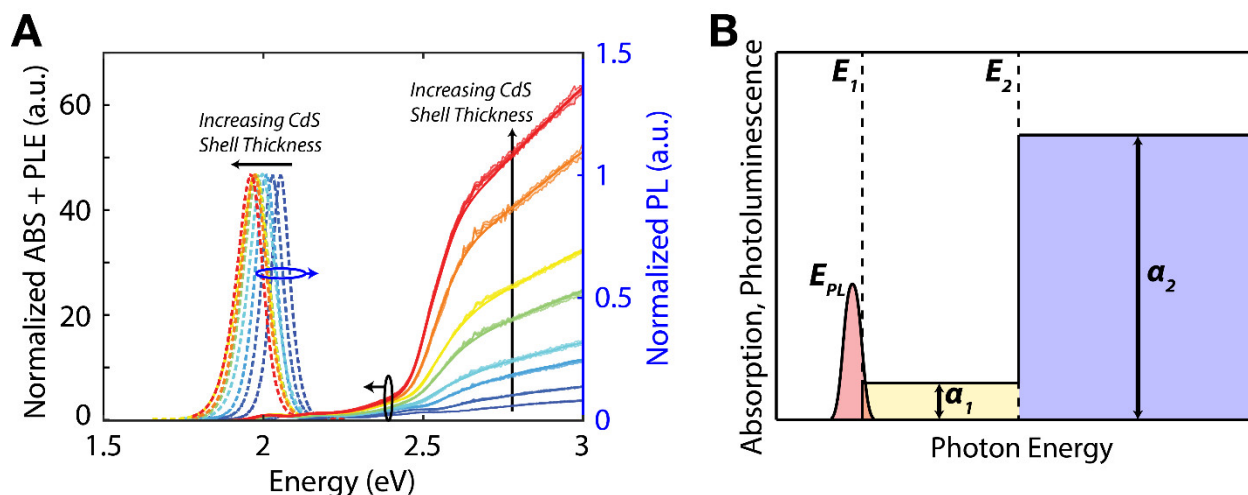 A
Normalized ABS + PLE (a.u.)
60
40
20
0
Increasing CdS
Shell Thickness
Increasing CdS
Shell Thickness
1.5
1
0.5
0
Normalized PL (a.u.)
1.5
2
2.5
3
Energy (eV)
B
Absorption, Photoluminescence
E1
E2
EPL
α1
α2
Photon Energy